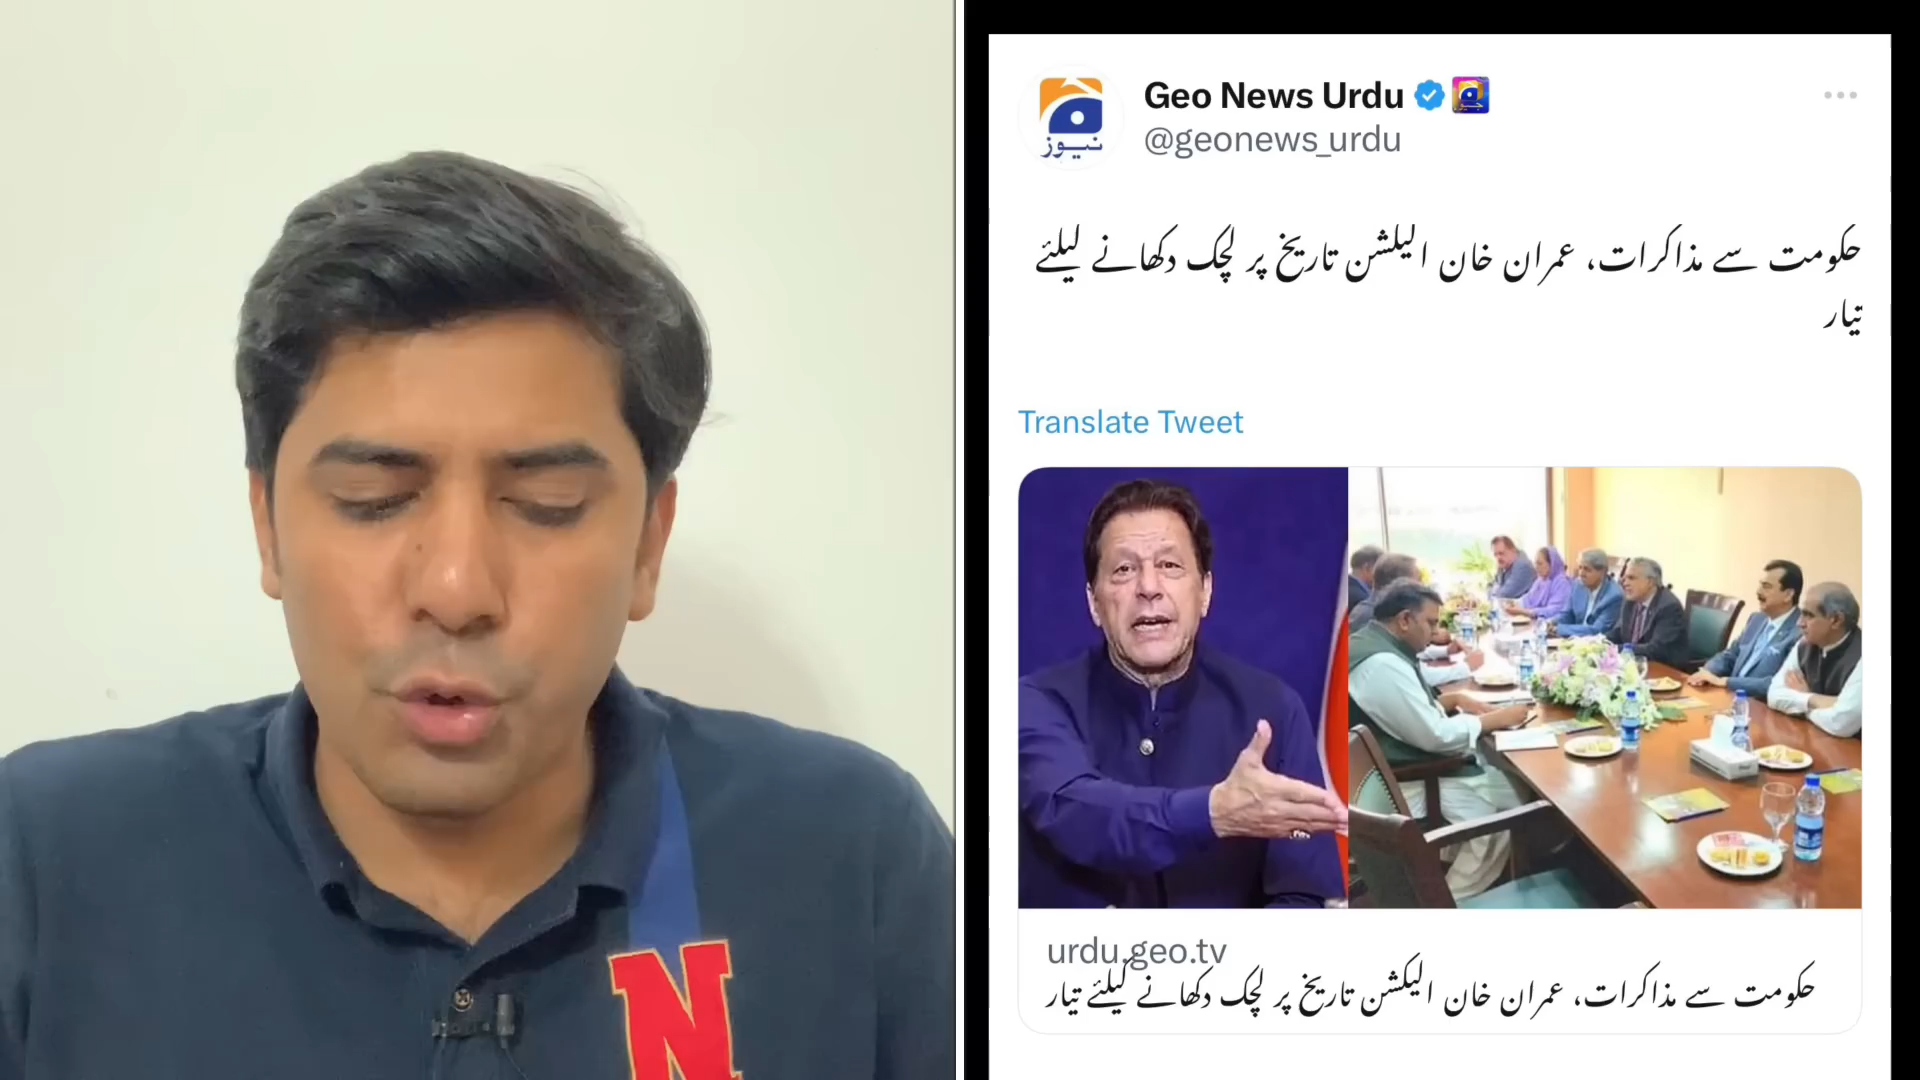 Geo News Urdu
@geonews_urdu
نیوز
حکومت سے مذاکرات، عمران خان الیکشن تاریخ پر لچک دکھانے کیلئے
تیار
Translate Tweet
urdu.geo.tv
حکومت سے مذاکرات، عمران خان الیکشن تاریخ پر لچک دکھانے کیلئے تیار
N